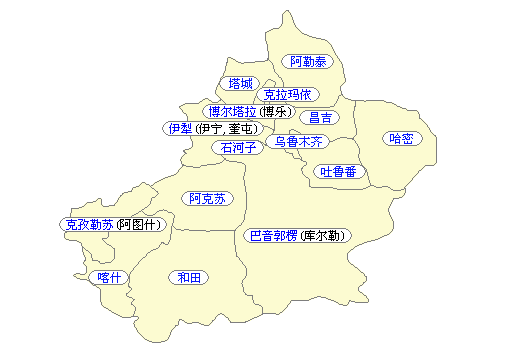 阿勒泰
塔城
克拉玛依
博尔塔拉(博乐)
昌吉
伊犁(伊宁,奎屯)
乌鲁木齐
哈密
石河子
吐鲁番
阿克苏
克孜勒苏(阿图什)
巴音郭楞(库尔勒)
喀什
和田